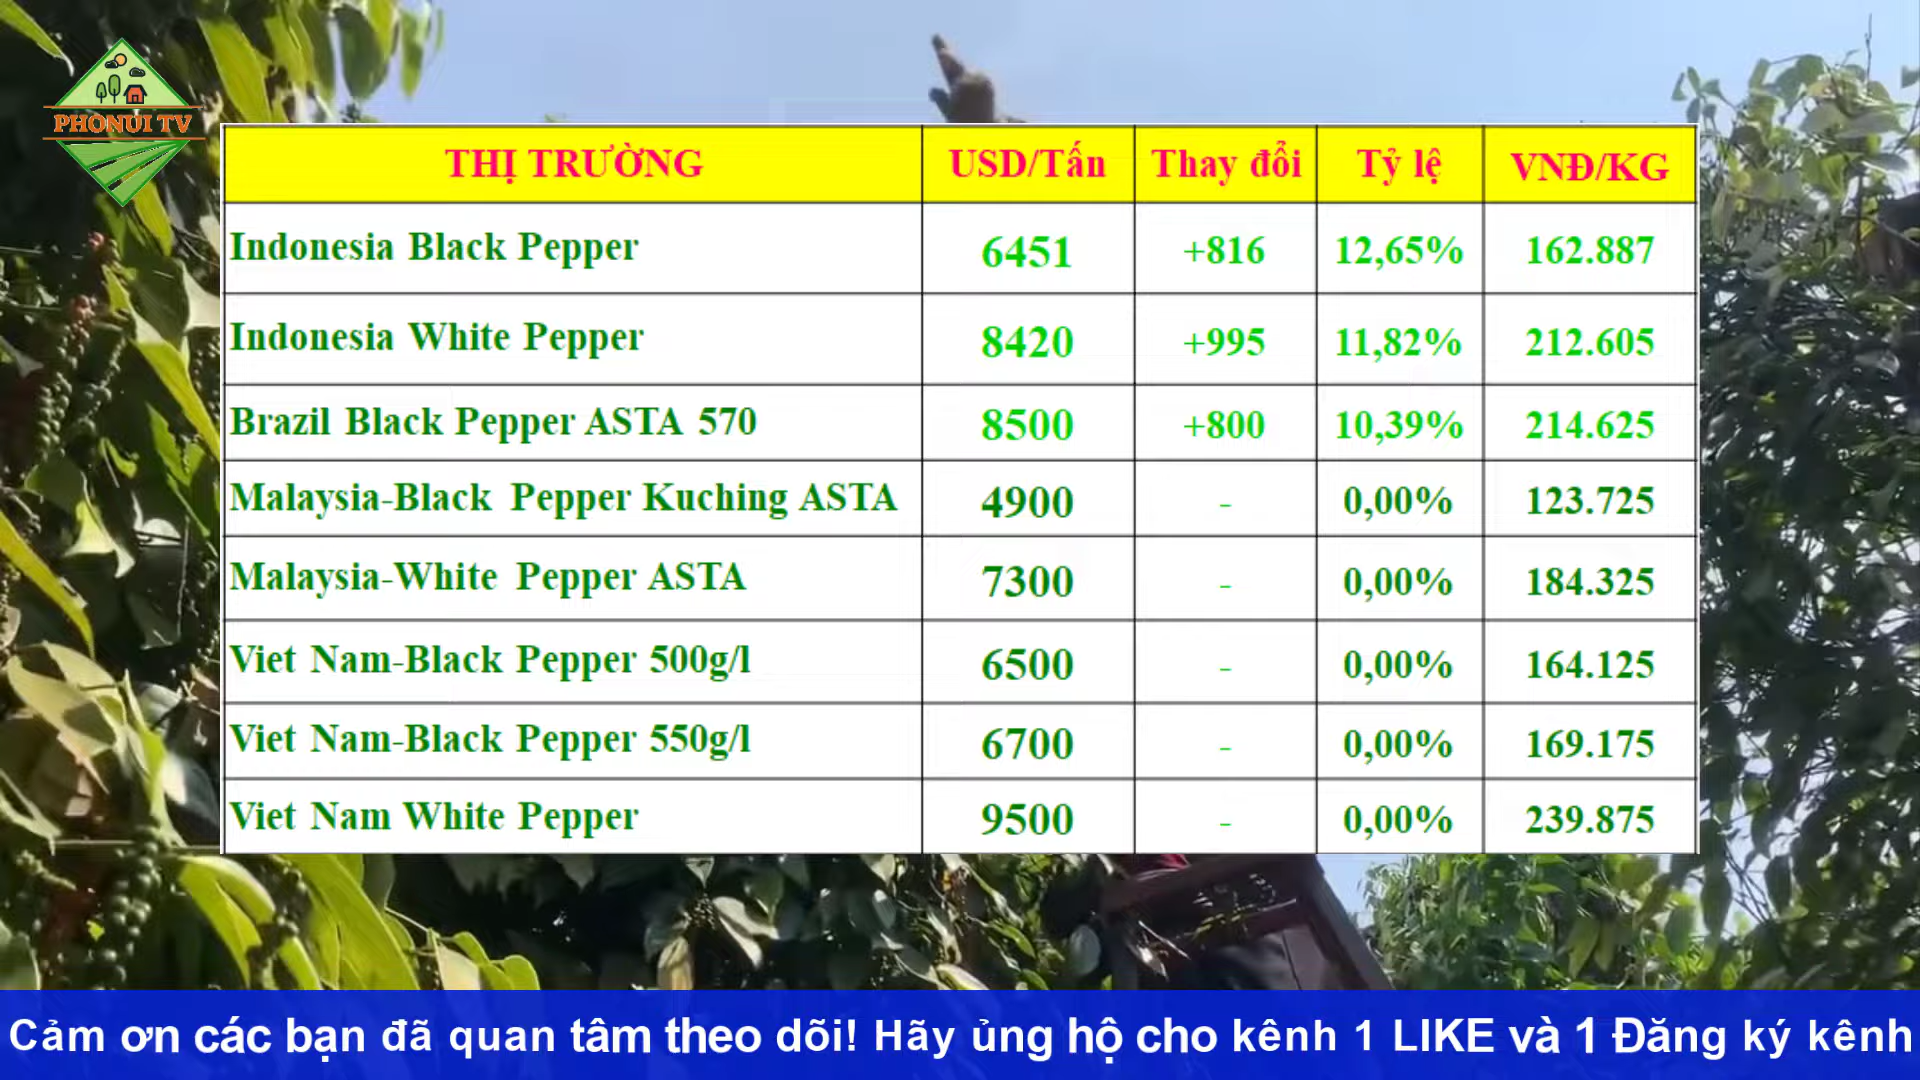 PHONUI TV
THỊ TRƯỜNG USD/Tấn Thay đổi Tỷ lệ VNĐ/KG
Indonesia Black Pepper 6451 +816 12,65% 162.887
Indonesia White Pepper 8420 +995 11,82% 212.605
Brazil Black Pepper ASTA 570 8500 +800 10,39% 214.625
Malaysia-Black Pepper Kuching ASTA 4900 - 0,00% 123.725
Malaysia-White Pepper ASTA 7300 - 0,00% 184.325
Viet Nam-Black Pepper 500g/l 6500 - 0,00% 164.125
Viet Nam-Black Pepper 550g/l 6700 - 0,00% 169.175
Viet Nam White Pepper 9500 - 0,00% 239.875
Cảm ơn các bạn đã quan tâm theo dõi! Hãy ủng hộ cho kênh 1 LIKE và 1 Đăng ký kênh